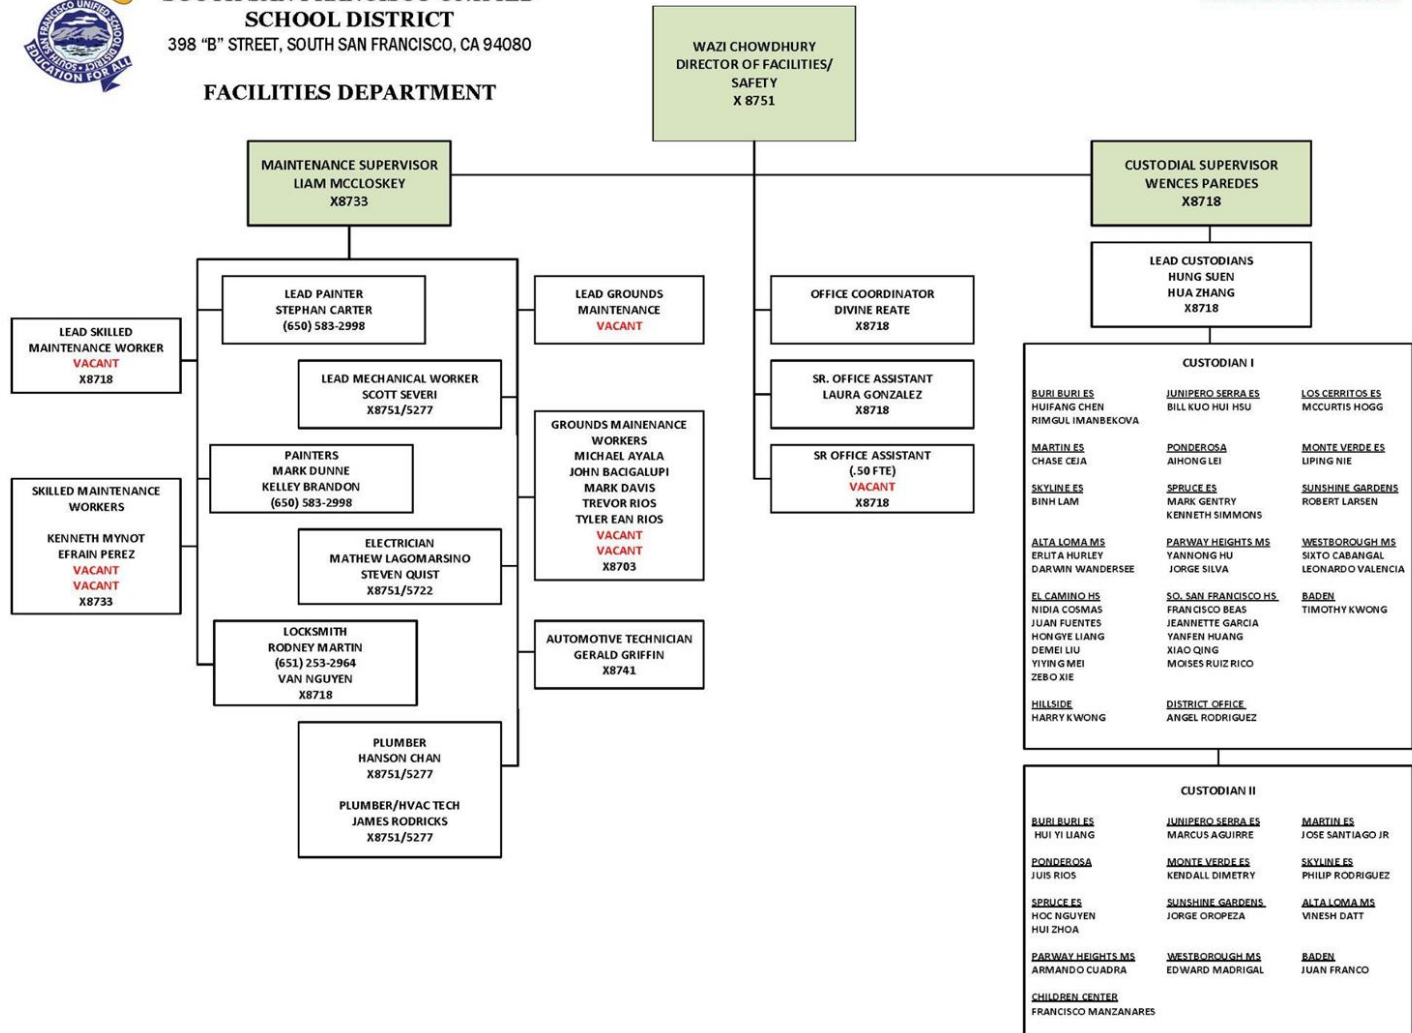 SCHOOL DISTRICT
398 “B” STREET, SOUTH SAN FRANCISCO, CA 94080
FACILITIES DEPARTMENT
EDUCATION FOR ALL
WAZI CHOWDHURY
DIRECTOR OF FACILITIES/
SAFETY
X 8751
MAINTENANCE SUPERVISOR
LIAM MCCLOSKEY
X8733
CUSTODIAL SUPERVISOR
WENCES PAREDES
X8718
LEAD SKILLED
MAINTENANCE WORKER
VACANT
X8718
SKILLED MAINTENANCE
WORKERS
KENNETH MYNOT
EFRAIN PEREZ
VACANT
VACANT
X8733
LEAD PAINTER
STEPHAN CARTER
(650) 583-2998
LEAD MECHANICAL WORKER
SCOTT SEVERI
X8751/5277
PAINTERS
MARK DUNNE
KELLEY BRANDON
(650) 583-2998
ELECTRICIAN
MATHEW LAGOMARSINO
STEVEN QUIST
X8751/5722
LOCKSMITH
RODNEY MARTIN
(651) 253-2964
VAN NGUYEN
X8718
PLUMBER
HANSON CHAN
X8751/5277
PLUMBER/HVAC TECH
JAMES RODRICKS
X8751/5277
LEAD GROUNDS
MAINTENANCE
VACANT
GROUNDS MAINENANCE
WORKERS
MICHAEL AYALA
JOHN BACIGALUPI
MARK DAVIS
TREVOR RIOS
TYLER EAN RIOS
VACANT
VACANT
X8703
AUTOMOTIVE TECHNICIAN
GERALD GRIFFIN
X8741
OFFICE COORDINATOR
DIVINE REATE
X8718
SR. OFFICE ASSISTANT
LAURA GONZALEZ
X8718
SR OFFICE ASSISTANT
(.50 FTE)
VACANT
X8718
LEAD CUSTODIANS
HUNG SUEN
HUA ZHANG
X8718
CUSTODIAN I
BURI BURI ES JUNIPERO SERRA ES LOS CERRITOS ES
HUIFANG CHEN BILL KUO HUI HSU MCCURTIS HOGG
RIMGUL IMANBEKOVA
MARTIN ES PONDEROSA MONTE VERDE ES
CHASE CEJA AIHONG LEI LIPING NIE
SKYLINE ES SPRUCE ES SUNSHINE GARDENS
BINH LAM MARK GENTRY ROBERT LARSEN
KENNETH SIMMONS
ALTA LOMA MS PARWAY HEIGHTS MS WESTBOROUGH MS
ERLITA HURLEY YANNONG HU SIXTO CABANGAL
DARWIN WANDERSEE JORGE SILVA LEONARDO VALENCIA
EL CAMINO HS SO. SAN FRANCISCO HS BADEN
NIDIA COSMAS FRANCISCO BEAS TIMOTHY KWONG
JUAN FUENTES JEANNETTE GARCIA
HONGYE LIANG YANFEN HUANG
DEMEI LIU XIAO QING
YIYING MEI MOISES RUIZ RICO
ZEBO XIE
HILLSIDE DISTRICT OFFICE
HARRY KWONG ANGEL RODRIGUEZ
CUSTODIAN II
BURI BURI ES JUNIPERO SERRA ES MARTIN ES
HUI YI LIANG MARCUS AGUIRRE JOSE SANTIAGO JR
PONDEROSA MONTE VERDE ES SKYLINE ES
JUIS RIOS KENDALL DIMETRY PHILIP RODRIGUEZ
SPRUCE ES SUNSHINE GARDENS ALTA LOMA MS
HOC NGUYEN JORGE OROPEZA VINESH DATT
HUI ZHOA
PARWAY HEIGHTS MS WESTBOROUGH MS BADEN
ARMANDO CUADRA EDWARD MADRIGAL JUAN FRANCO
CHILDREN CENTER
FRANCISCO MANZANARES